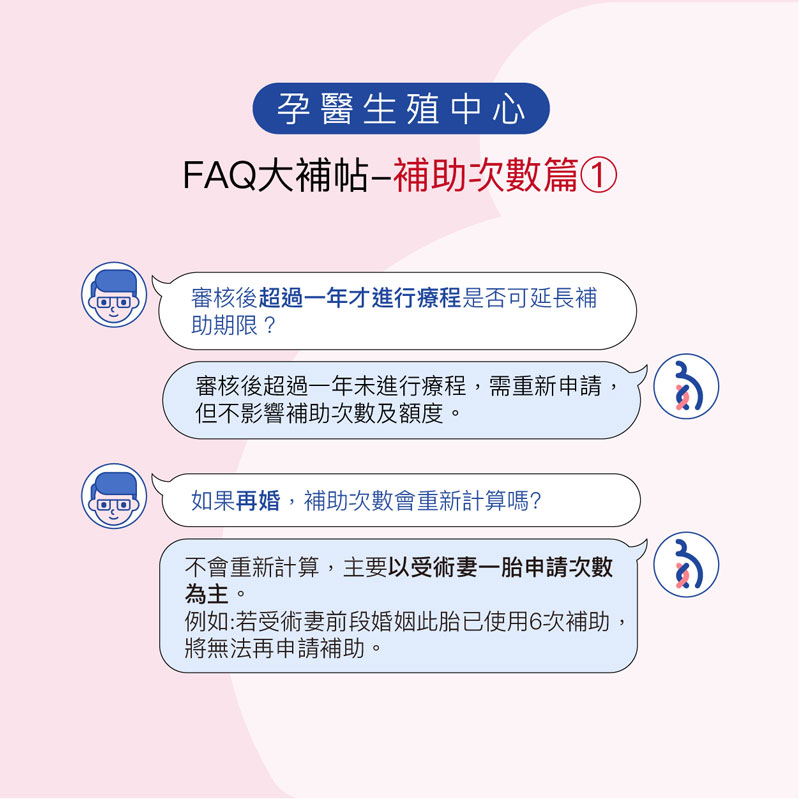 孕醫生殖中心
FAQ大補帖–補助次數篇①
審核後超過一年才進行療程是否可延長補
助期限？
審核後超過一年未進行療程，需重新申請，
但不影響補助次數及額度。
如果再婚，補助次數會重新計算嗎?
不會重新計算，主要以受術妻一胎申請次數
為主。
例如:若受術妻前段婚姻此胎已使用6次補助，
將無法再申請補助。